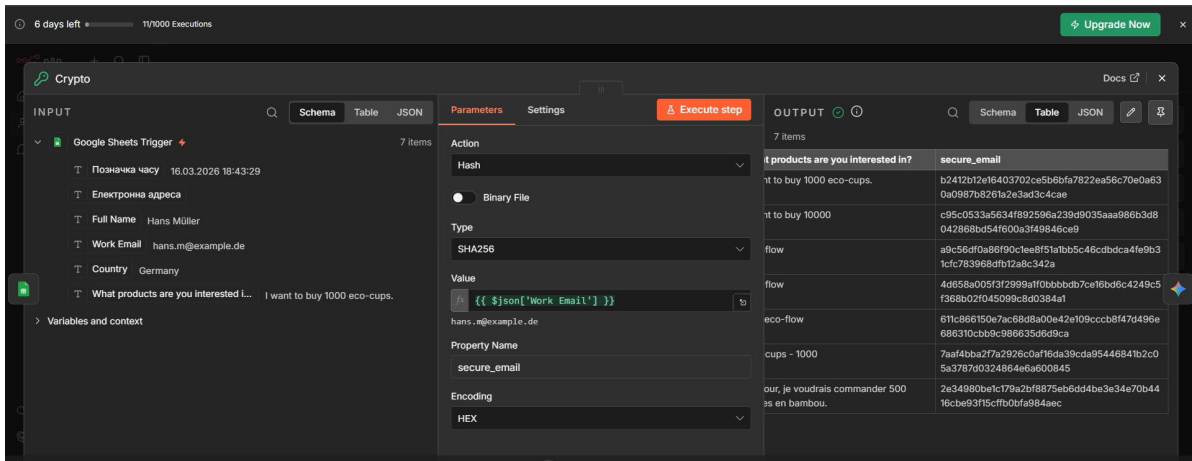 6 days left
11/1000 Executions
Upgrade Now
Crypto
Docs
INPUT
Schema
Table
JSON
Google Sheets Trigger
7 items
T Позначка часу 16.03.2026 18:43:29
T Електронна адреса
T Full Name Hans Müller
T Work Email hans.m@example.de
T Country Germany
T What products are you interested i... I want to buy 1000 eco-cups.
Variables and context
Parameters
Settings
Execute step
Action
Hash
Binary File
Type
SHA256
Value
fx {{ $json['Work Email'] }}
hans.m@example.de
Property Name
secure_email
Encoding
HEX
OUTPUT
Schema
Table
JSON
7 items
t products are you interested in?
secure_email
nt to buy 1000 eco-cups.
b2412b12e16403702ce5b6bfa7822ea56c70e0a63
0a0987b8261a2e3ad3c4cae
nt to buy 10000
c95c0533a5634f892596a239d9035aaa986b3d8
042868bd54f600a3f49846ce9
flow
a9c56df0a86f90c1ee8f51a1bb5c46cdbdca4fe9b3
1cfc783968dfb12a8c342a
flow
4d658a005f3f2999a1f0bbbbdb7ce16bd6c4249c5
f368b02f045099c8d0384a1
eco-flow
611c866150e7ac68d8a00e42e109cccb8f47d496e
686310cbb9c986635d6d9ca
cups - 1000
7aaf4bba2f7a2926c0af16da39cda95446841b2c0
5a3787d0324864e6a600845
our, je voudrais commander 500
es en bambou.
2e34980be1c179a2bf8875eb6dd4be3e34e70b44
16cbe93f15cffb0bfa984aec